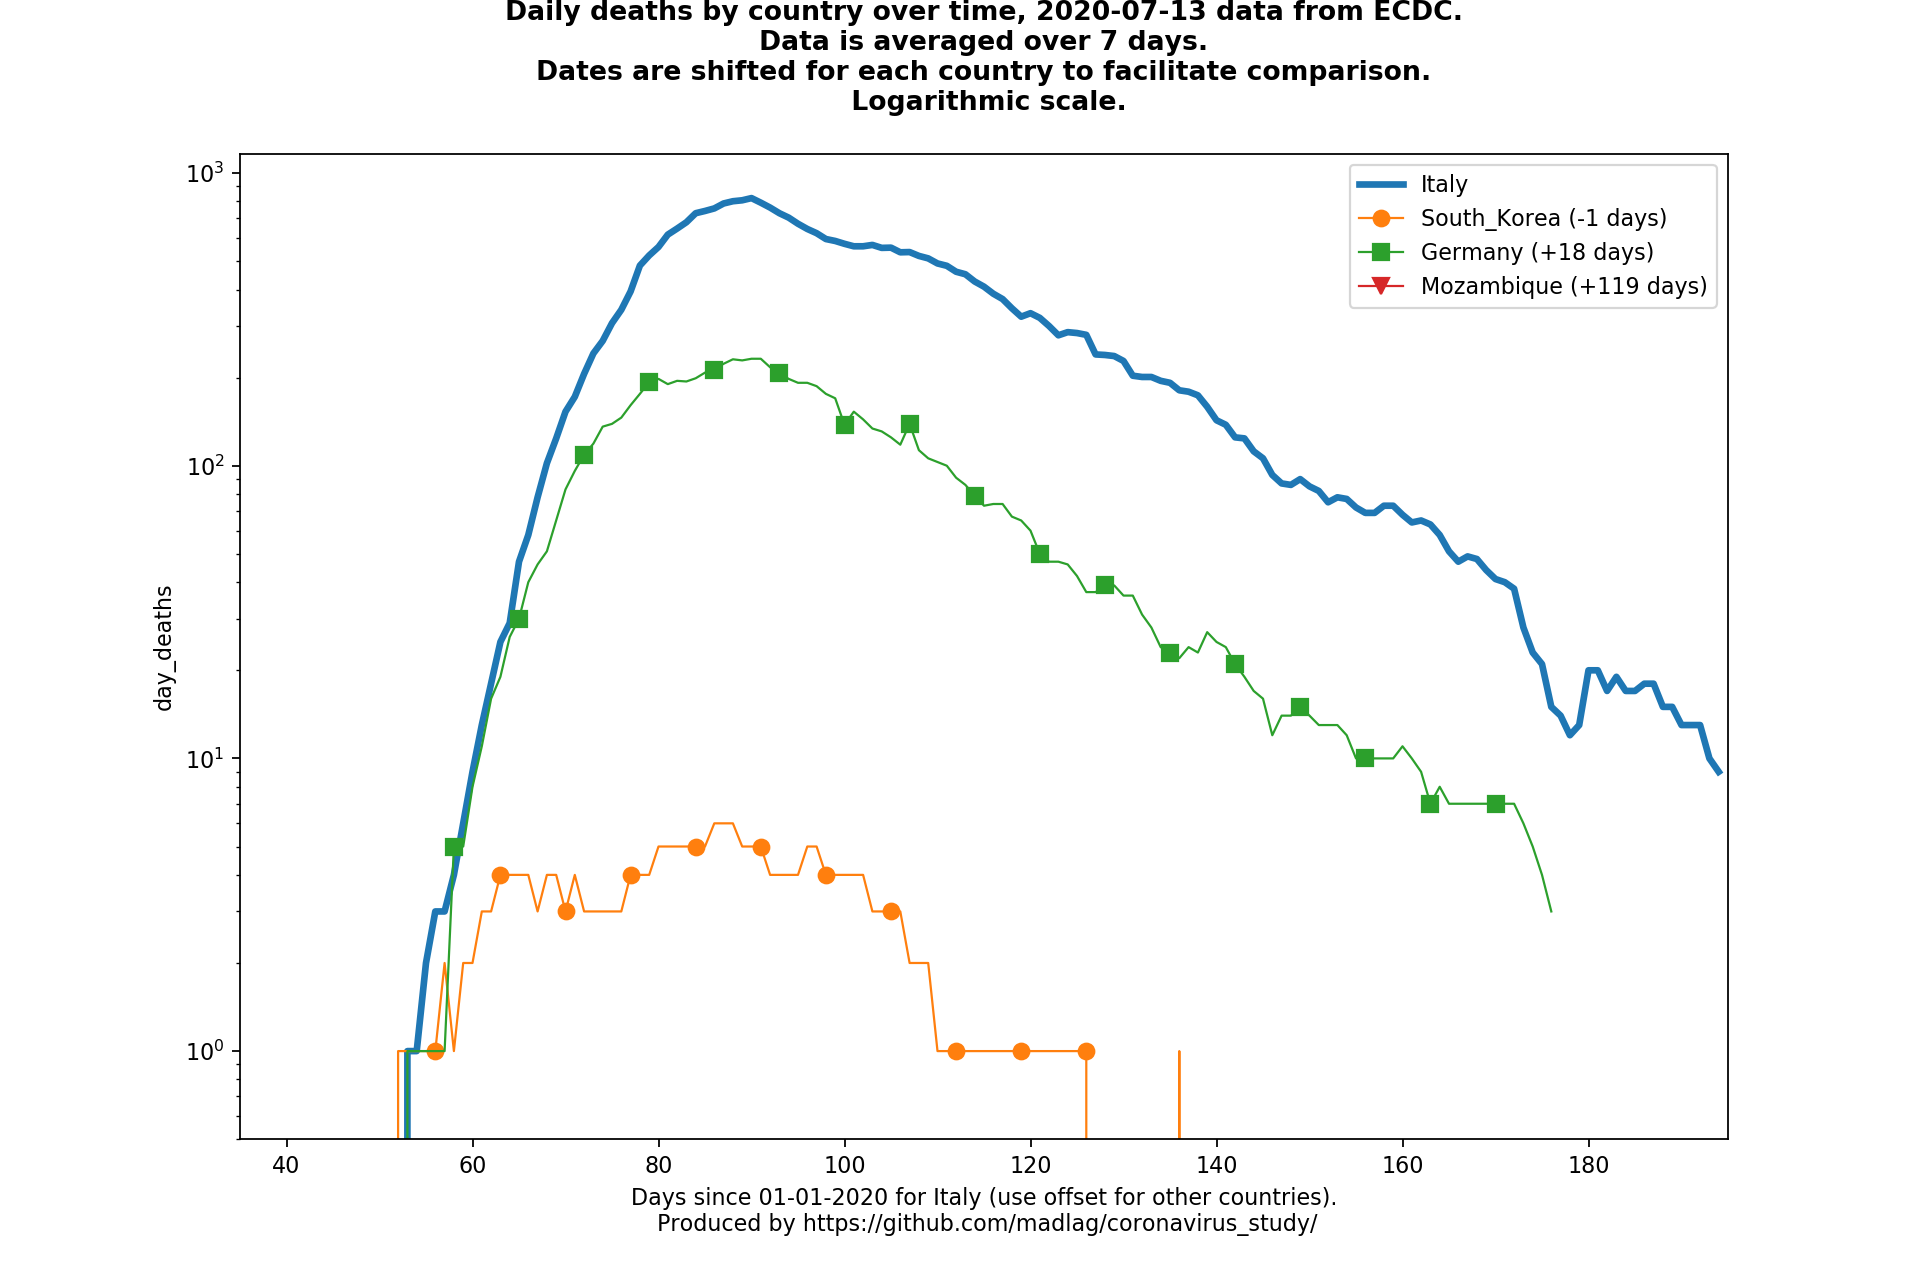 Daily deaths by country over time, 2020-07-13 data from ECDC.
Data is averaged over 7 days.
Dates are shifted for each country to facilitate comparison.
Logarithmic scale.
10³
10²
10¹
10⁰
day_deaths
Italy
South_Korea (-1 days)
Germany (+18 days)
Mozambique (+119 days)
40 60 80 100 120 140 160 180
Days since 01-01-2020 for Italy (use offset for other countries).
Produced by https://github.com/madlag/coronavirus_study/